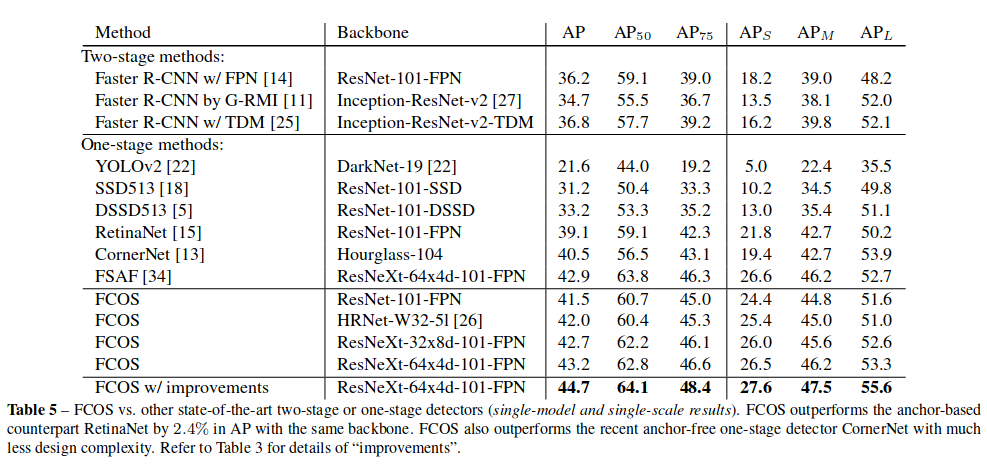 Method Backbone AP AP50 AP75 APS APM APL
Two-stage methods:
Faster R-CNN w/ FPN [14] ResNet-101-FPN 36.2 59.1 39.0 18.2 39.0 48.2
Faster R-CNN by G-RMI [11] Inception-ResNet-v2 [27] 34.7 55.5 36.7 13.5 38.1 52.0
Faster R-CNN w/ TDM [25] Inception-ResNet-v2-TDM 36.8 57.7 39.2 16.2 39.8 52.1
One-stage methods:
YOLOv2 [22] DarkNet-19 [22] 21.6 44.0 19.2 5.0 22.4 35.5
SSD513 [18] ResNet-101-SSD 31.2 50.4 33.3 10.2 34.5 49.8
DSSD513 [5] ResNet-101-DSSD 33.2 53.3 35.2 13.0 35.4 51.1
RetinaNet [15] ResNet-101-FPN 39.1 59.1 42.3 21.8 42.7 50.2
CornerNet [13] Hourglass-104 40.5 56.5 43.1 19.4 42.7 53.9
FSAF [34] ResNeXt-64x4d-101-FPN 42.9 63.8 46.3 26.6 46.2 52.7
FCOS ResNet-101-FPN 41.5 60.7 45.0 24.4 44.8 51.6
FCOS HRNet-W32-5l [26] 42.0 60.4 45.3 25.4 45.0 51.0
FCOS ResNeXt-32x8d-101-FPN 42.7 62.2 46.1 26.0 45.6 52.6
FCOS ResNeXt-64x4d-101-FPN 43.2 62.8 46.6 26.5 46.2 53.3
FCOS w/ improvements ResNeXt-64x4d-101-FPN 44.7 64.1 48.4 27.6 47.5 55.6
Table 5 – FCOS vs. other state-of-the-art two-stage or one-stage detectors (single-model and single-scale results). FCOS outperforms the anchor-based
counterpart RetinaNet by 2.4% in AP with the same backbone. FCOS also outperforms the recent anchor-free one-stage detector CornerNet with much
less design complexity. Refer to Table 3 for details of “improvements”.